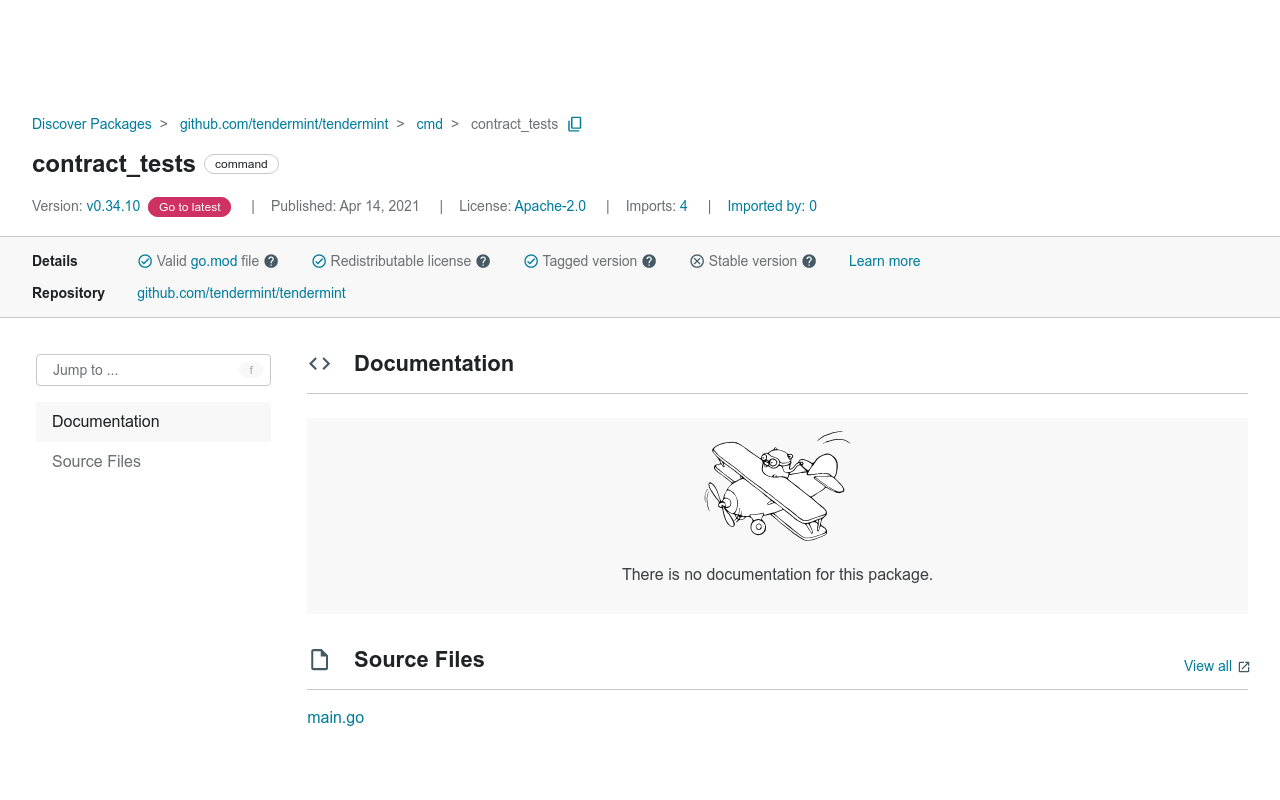 Discover Packages > github.com/tendermint/tendermint > cmd > contract_tests
contract_tests command
Version: v0.34.10 Go to latest | Published: Apr 14, 2021 | License: Apache-2.0 | Imports: 4 | Imported by: 0
Details Valid go.mod file ? Redistributable license ? Tagged version ? Stable version ? Learn more
Repository github.com/tendermint/tendermint
Jump to ... f
Documentation
Source Files
Documentation
There is no documentation for this package.
Source Files
View all
main.go